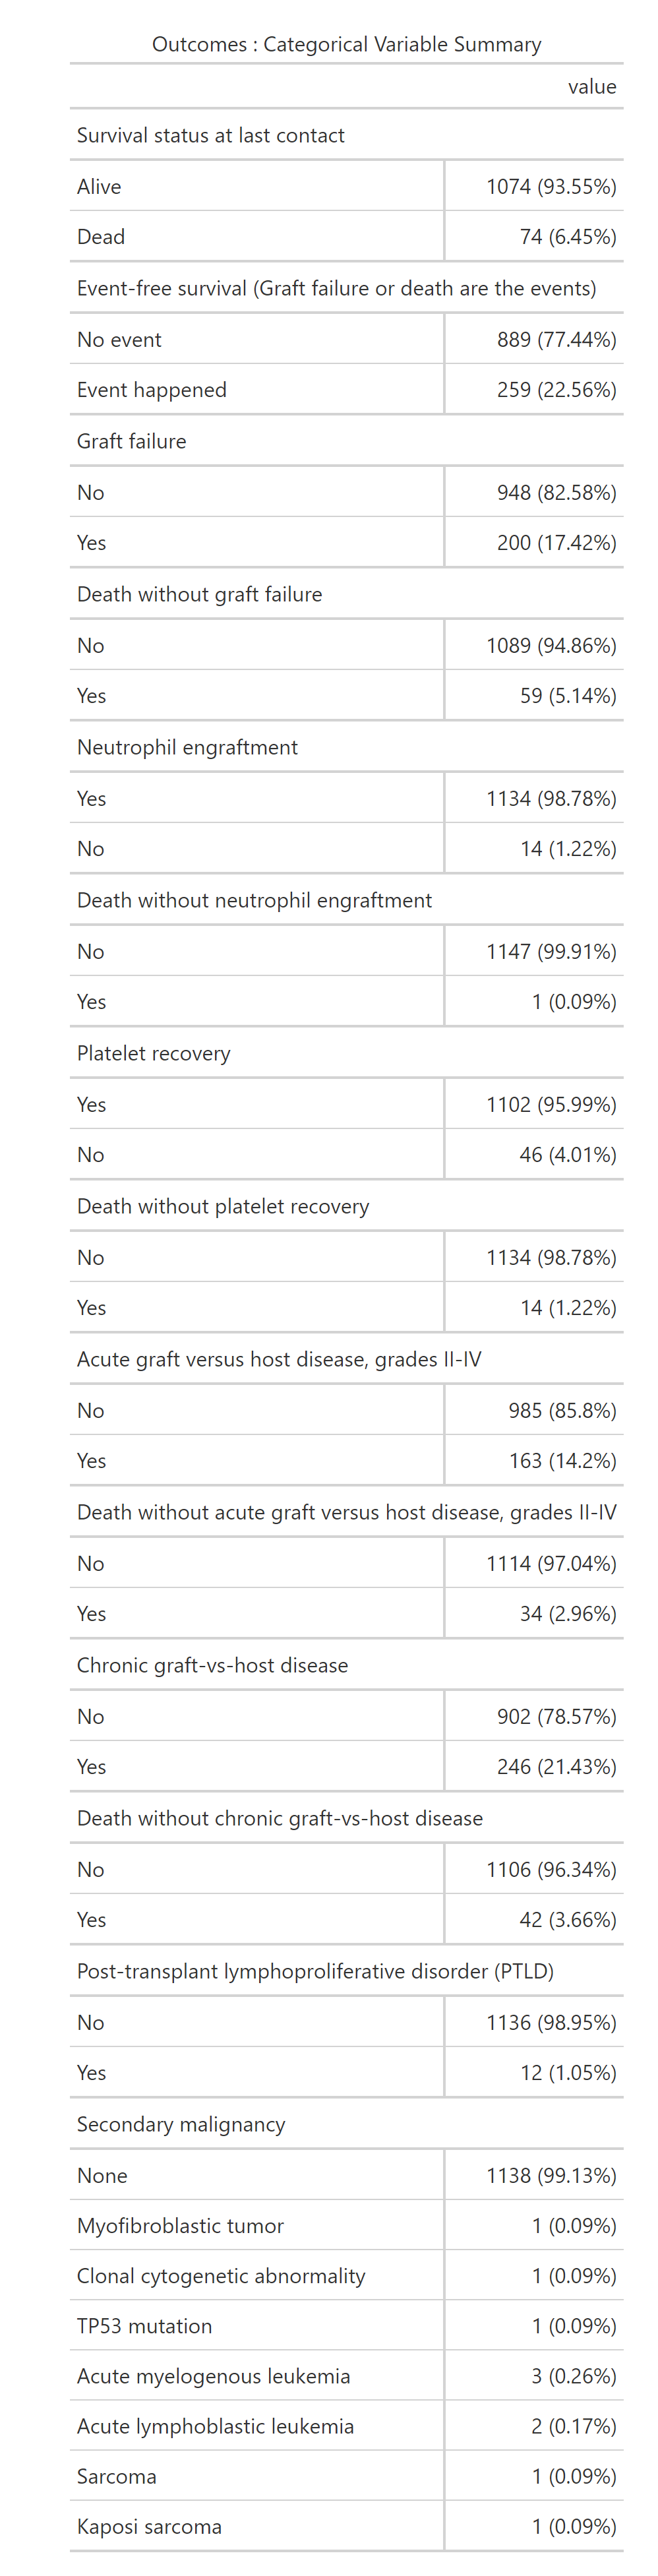 Outcomes : Categorical Variable Summary
value
Survival status at last contact
Alive 1074 (93.55%)
Dead 74 (6.45%)
Event-free survival (Graft failure or death are the events)
No event 889 (77.44%)
Event happened 259 (22.56%)
Graft failure
No 948 (82.58%)
Yes 200 (17.42%)
Death without graft failure
No 1089 (94.86%)
Yes 59 (5.14%)
Neutrophil engraftment
Yes 1134 (98.78%)
No 14 (1.22%)
Death without neutrophil engraftment
No 1147 (99.91%)
Yes 1 (0.09%)
Platelet recovery
Yes 1102 (95.99%)
No 46 (4.01%)
Death without platelet recovery
No 1134 (98.78%)
Yes 14 (1.22%)
Acute graft versus host disease, grades II-IV
No 985 (85.8%)
Yes 163 (14.2%)
Death without acute graft versus host disease, grades II-IV
No 1114 (97.04%)
Yes 34 (2.96%)
Chronic graft-vs-host disease
No 902 (78.57%)
Yes 246 (21.43%)
Death without chronic graft-vs-host disease
No 1106 (96.34%)
Yes 42 (3.66%)
Post-transplant lymphoproliferative disorder (PTLD)
No 1136 (98.95%)
Yes 12 (1.05%)
Secondary malignancy
None 1138 (99.13%)
Myofibroblastic tumor 1 (0.09%)
Clonal cytogenetic abnormality 1 (0.09%)
TP53 mutation 1 (0.09%)
Acute myelogenous leukemia 3 (0.26%)
Acute lymphoblastic leukemia 2 (0.17%)
Sarcoma 1 (0.09%)
Kaposi sarcoma 1 (0.09%)